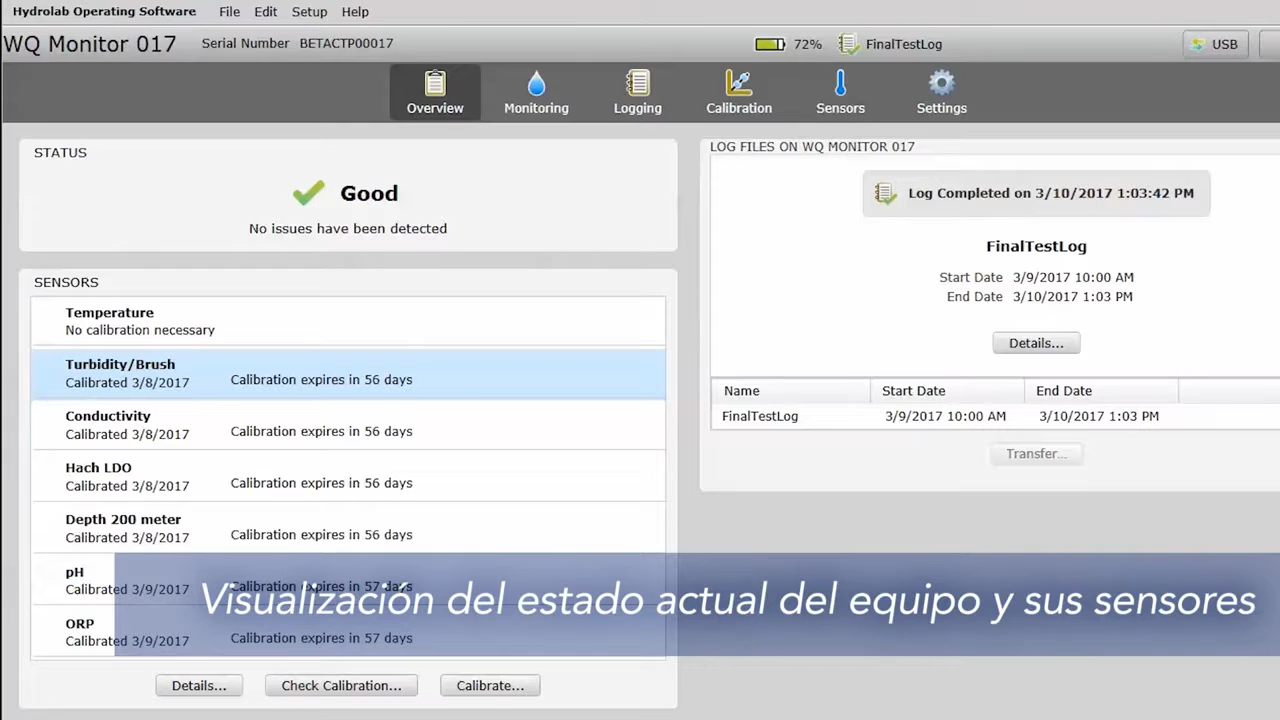 Hydrolab Operating Software File Edit Setup Help
WQ Monitor 017 Serial Number BETACTP00017 72% FinalTestLog USB
Overview Monitoring Logging Calibration Sensors Settings
STATUS
Good
No issues have been detected
SENSORS
Temperature
No calibration necessary
Turbidity/Brush
Calibrated 3/8/2017 Calibration expires in 56 days
Conductivity
Calibrated 3/8/2017 Calibration expires in 56 days
Hach LDO
Calibrated 3/8/2017 Calibration expires in 56 days
Depth 200 meter
Calibrated 3/8/2017 Calibration expires in 56 days
pH
Calibrated 3/9/2017 Calibration expires in 57 days
ORP
Calibrated 3/9/2017 Calibration expires in 57 days
Details... Check Calibration... Calibrate...
LOG FILES ON WQ MONITOR 017
Log Completed on 3/10/2017 1:03:42 PM
FinalTestLog
Start Date 3/9/2017 10:00 AM
End Date 3/10/2017 1:03 PM
Details...
Name Start Date End Date
FinalTestLog 3/9/2017 10:00 AM 3/10/2017 1:03 PM
Transfer...
Visualización del estado actual del equipo y sus sensores